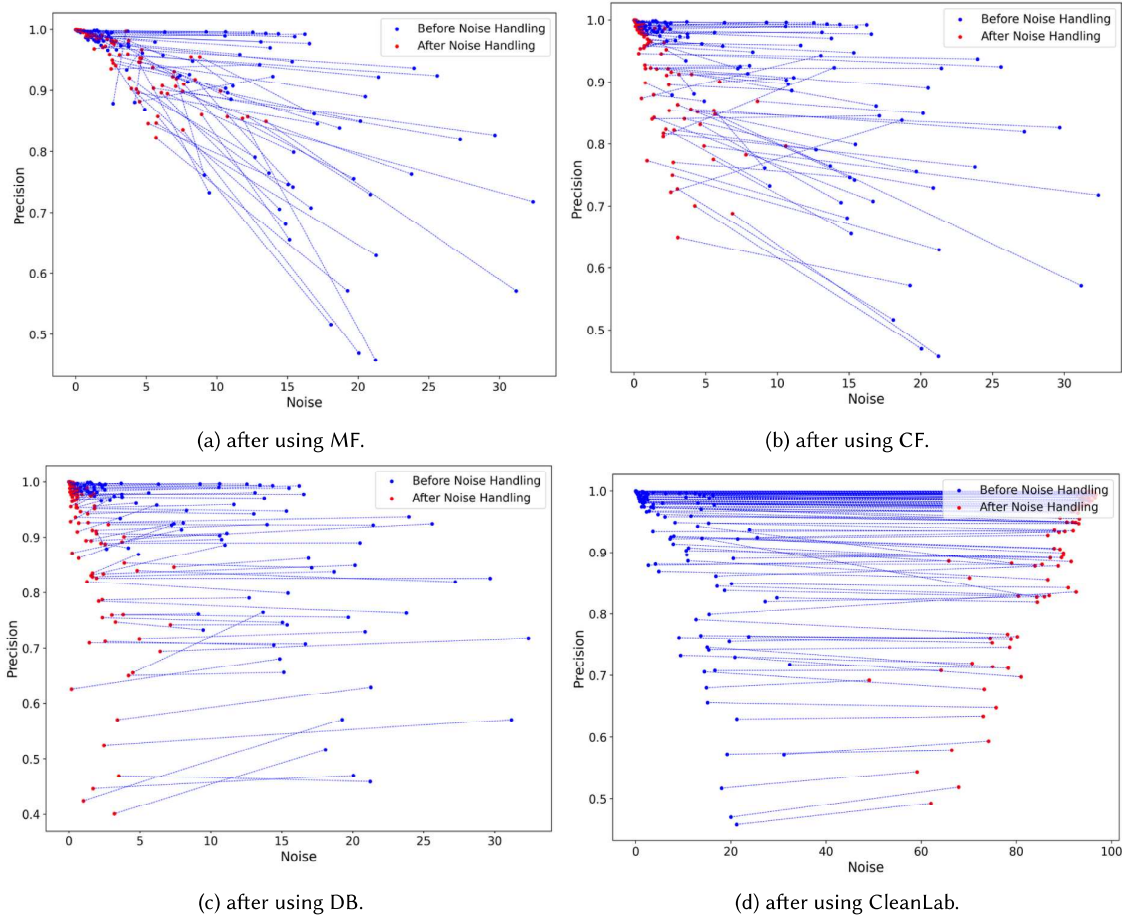 1.0
0.9
0.8
0.7
0.6
0.5
Precision
Before Noise Handling
After Noise Handling
0 5 10 15 20 25 30
Noise
(a) after using MF.
1.0
0.9
0.8
0.7
0.6
0.5
Precision
Before Noise Handling
After Noise Handling
0 5 10 15 20 25 30
Noise
(b) after using CF.
1.0
0.9
0.8
0.7
0.6
0.5
0.4
Precision
Before Noise Handling
After Noise Handling
0 5 10 15 20 25 30
Noise
(c) after using DB.
1.0
0.9
0.8
0.7
0.6
0.5
Precision
Before Noise Handling
After Noise Handling
0 20 40 60 80 100
Noise
(d) after using CleanLab.